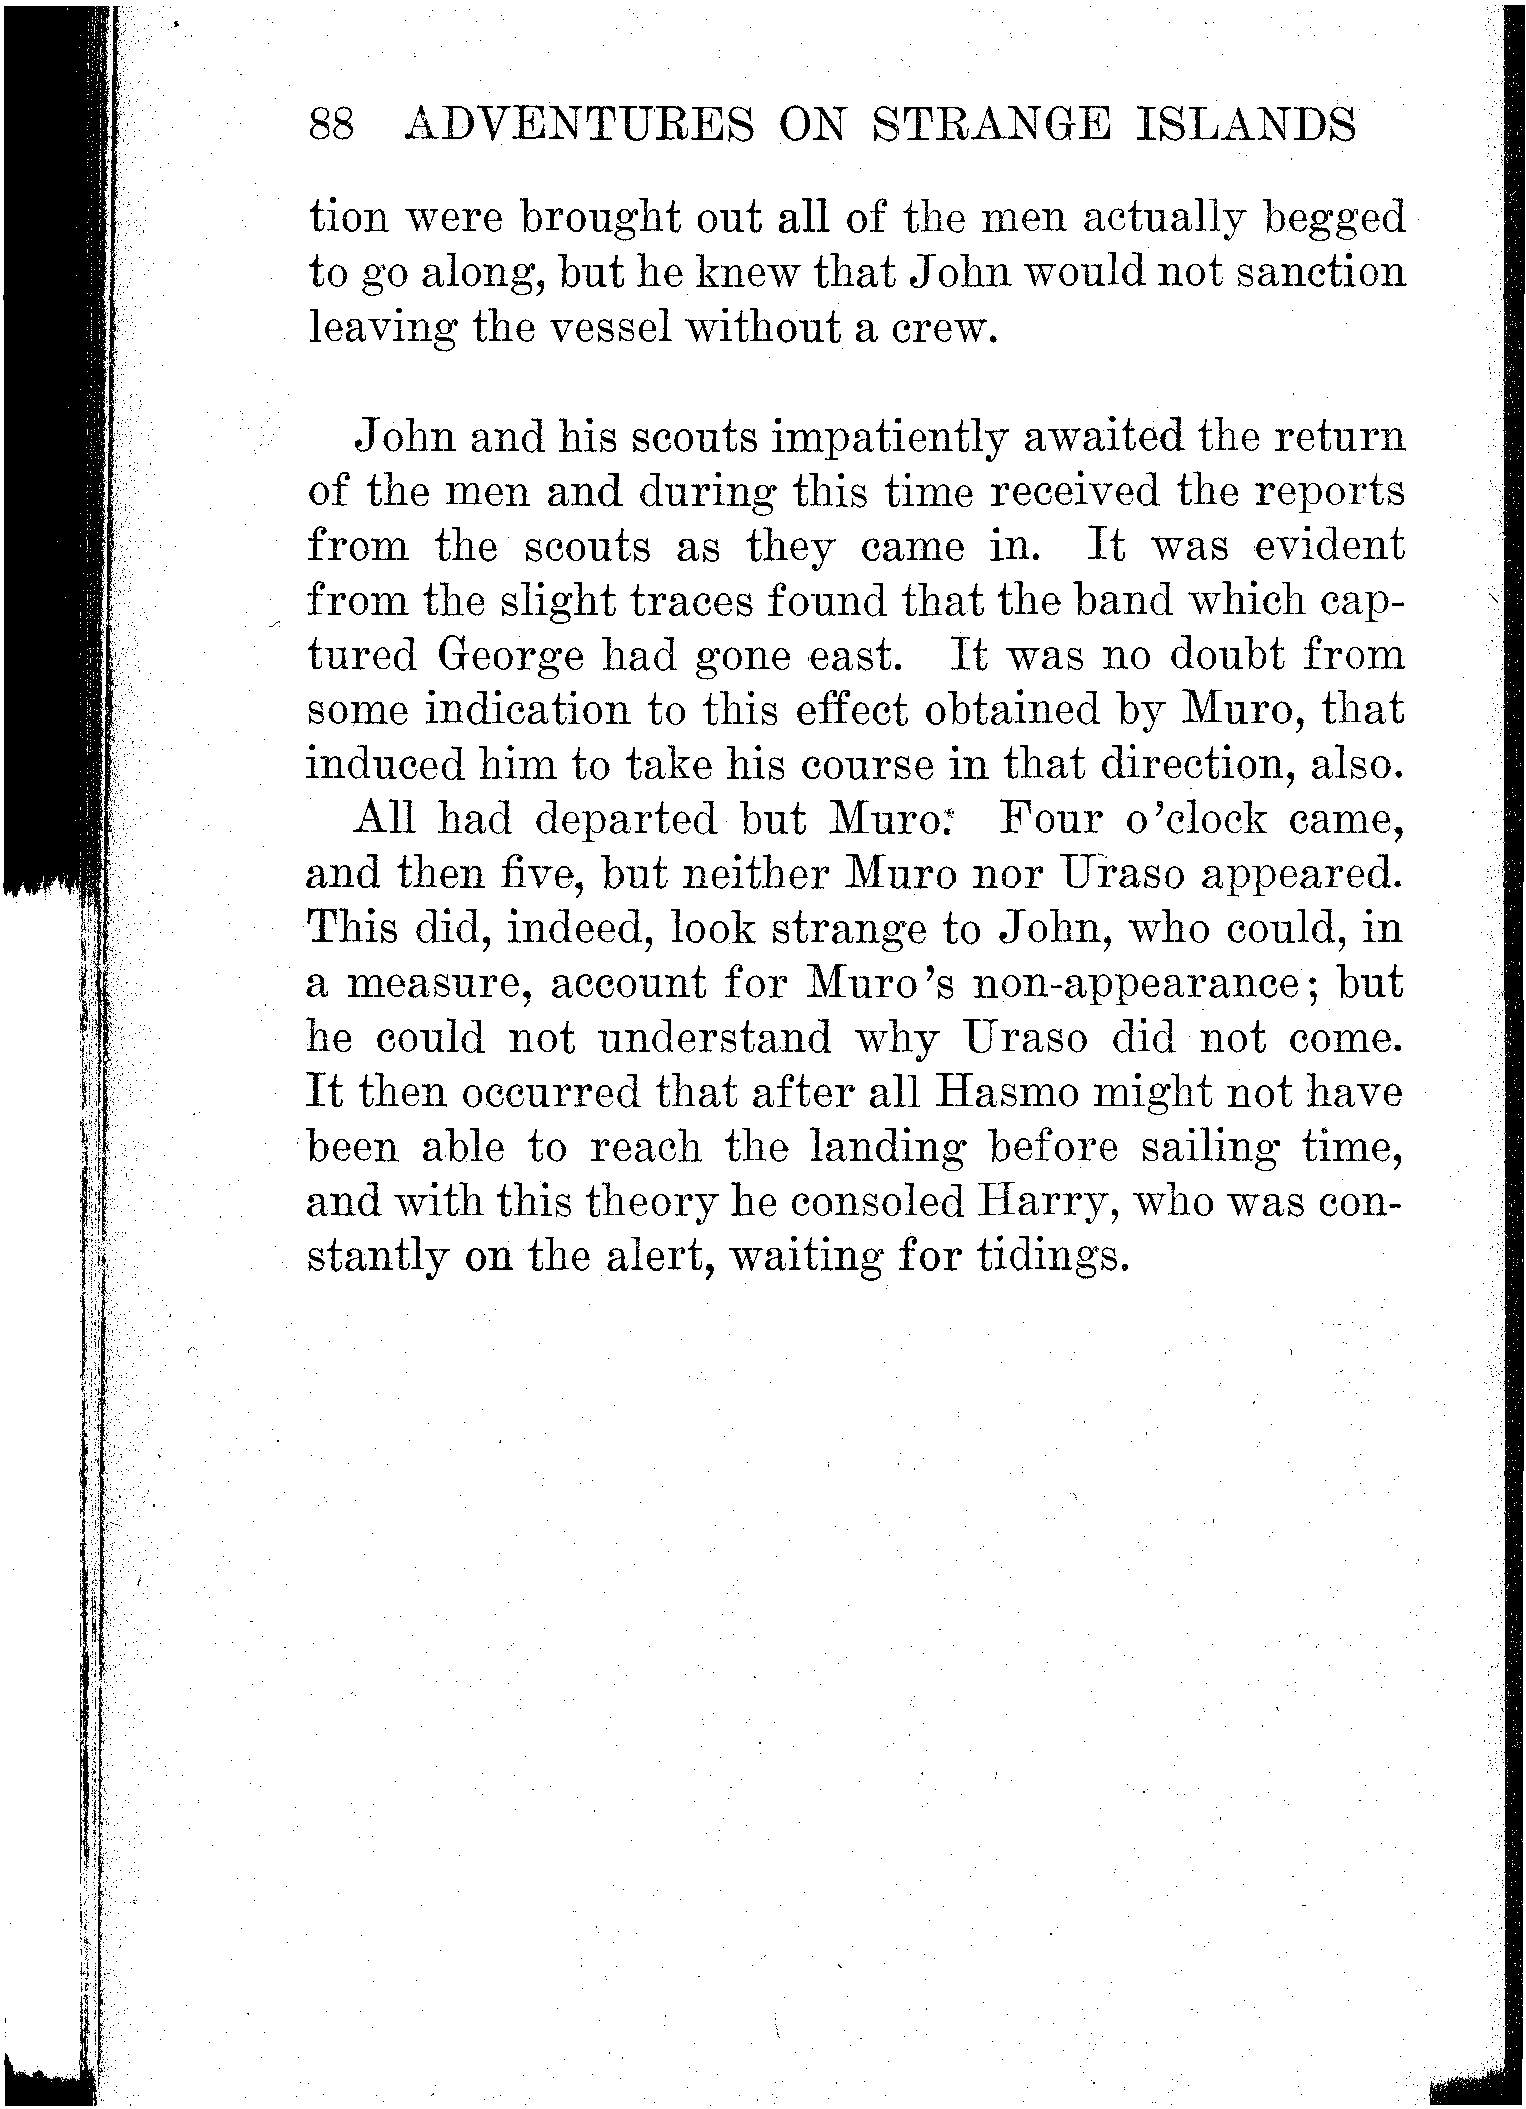 88 ADVENTURES ON STRANGE ISLANDS
tion were brought out all of the men actually begged
to go along, but he knew that John would not sanction
leaving the vessel without a crew.
John and his scouts impatiently awaited the return
of the men and during this time received the reports
from the scouts as they came in. It was evident
from the slight traces found that the band which cap-
tured George had gone east. It was no doubt from
some indication to this effect obtained by Muro, that
induced him to take his course in that direction, also.
All had departed but Muro. Four o'clock came,
and then five, but neither Muro nor Uraso appeared.
This did, indeed, look strange to John, who could, in
a measure, account for Muro's non-appearance; but
he could not understand why Uraso did not come.
It then occurred that after all Hasmo might not have
been able to reach the landing before sailing time,
and with this theory he consoled Harry, who was con-
stantly on the alert, waiting for tidings.